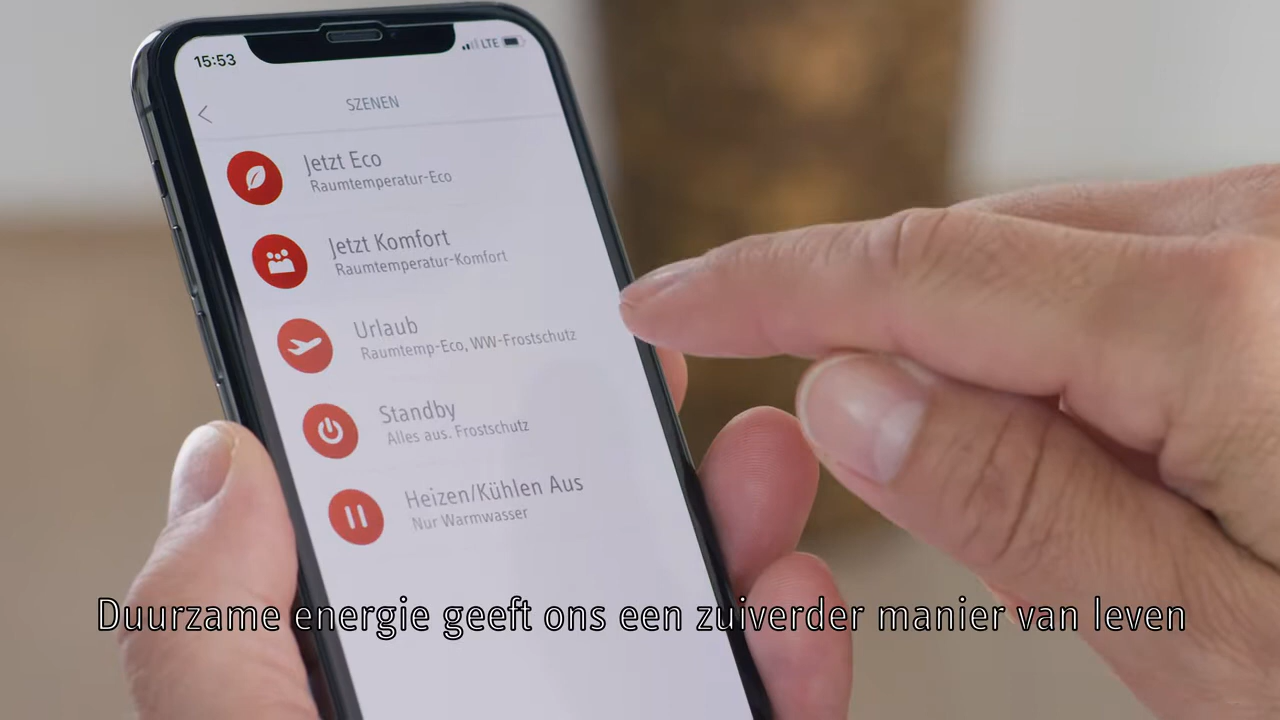 15:53 LTE
SZENEN
Jetzt Eco
Raumtemperatur-Eco
Jetzt Komfort
Raumtemperatur-Komfort
Urlaub
Raumtemp-Eco, WW-Frostschutz
Standby
Alles aus. Frostschutz
Heizen/Kühlen Aus
Nur Warmwasser
Duurzame energie geeft ons een zuiverder manier van leven